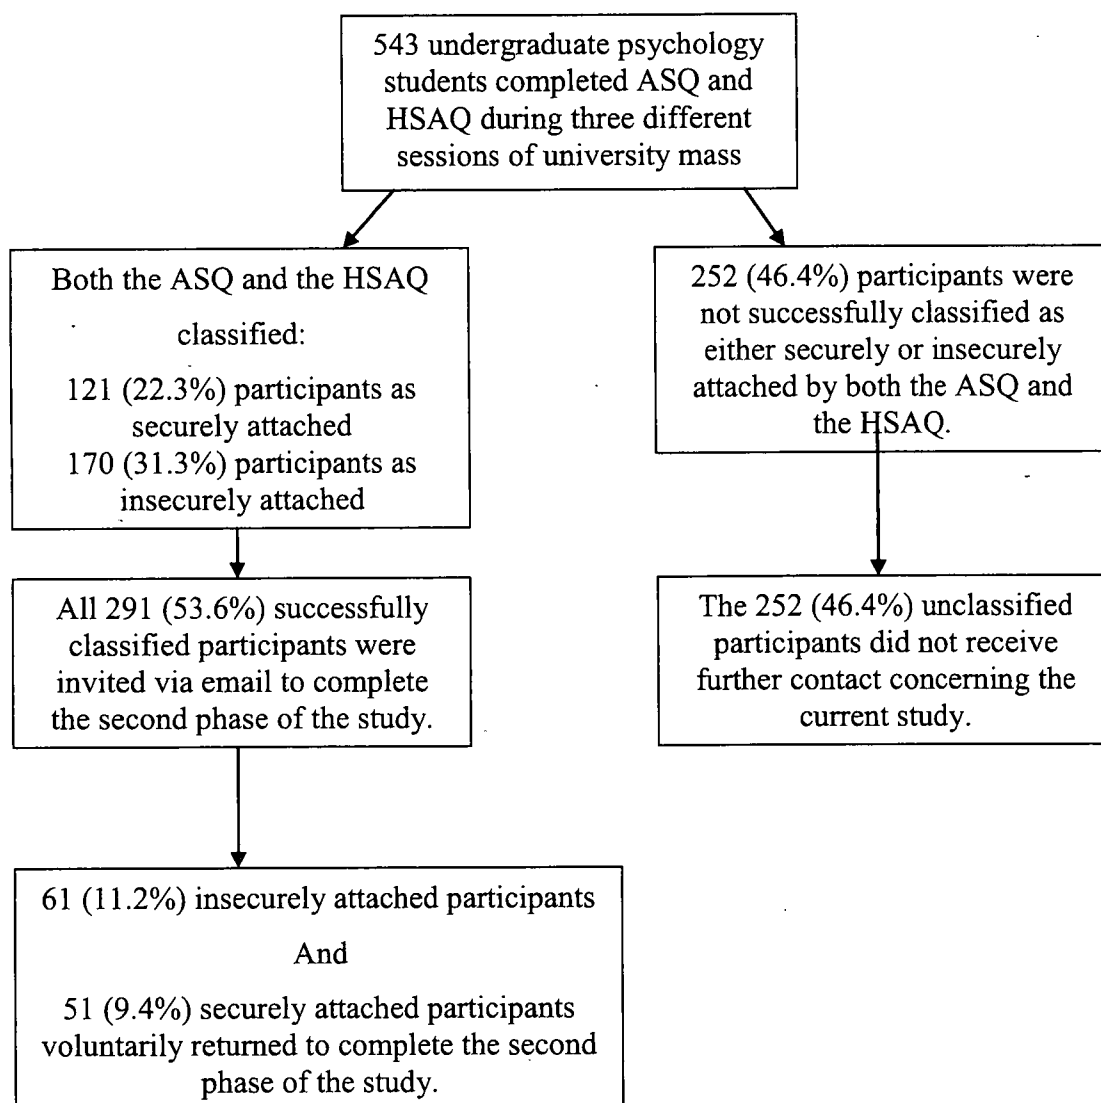 543 undergraduate psychology
students completed ASQ and
HSAQ during three different
sessions of university mass
Both the ASQ and the HSAQ
classified:
121 (22.3%) participants as
securely attached
170 (31.3%) participants as
insecurely attached
252 (46.4%) participants were
not successfully classified as
either securely or insecurely
attached by both the ASQ and
the HSAQ.
All 291 (53.6%) successfully
classified participants were
invited via email to complete
the second phase of the study.
The 252 (46.4%) unclassified
participants did not receive
further contact concerning the
current study.
61 (11.2%) insecurely attached participants
And
51 (9.4%) securely attached participants
voluntarily returned to complete the second
phase of the study.